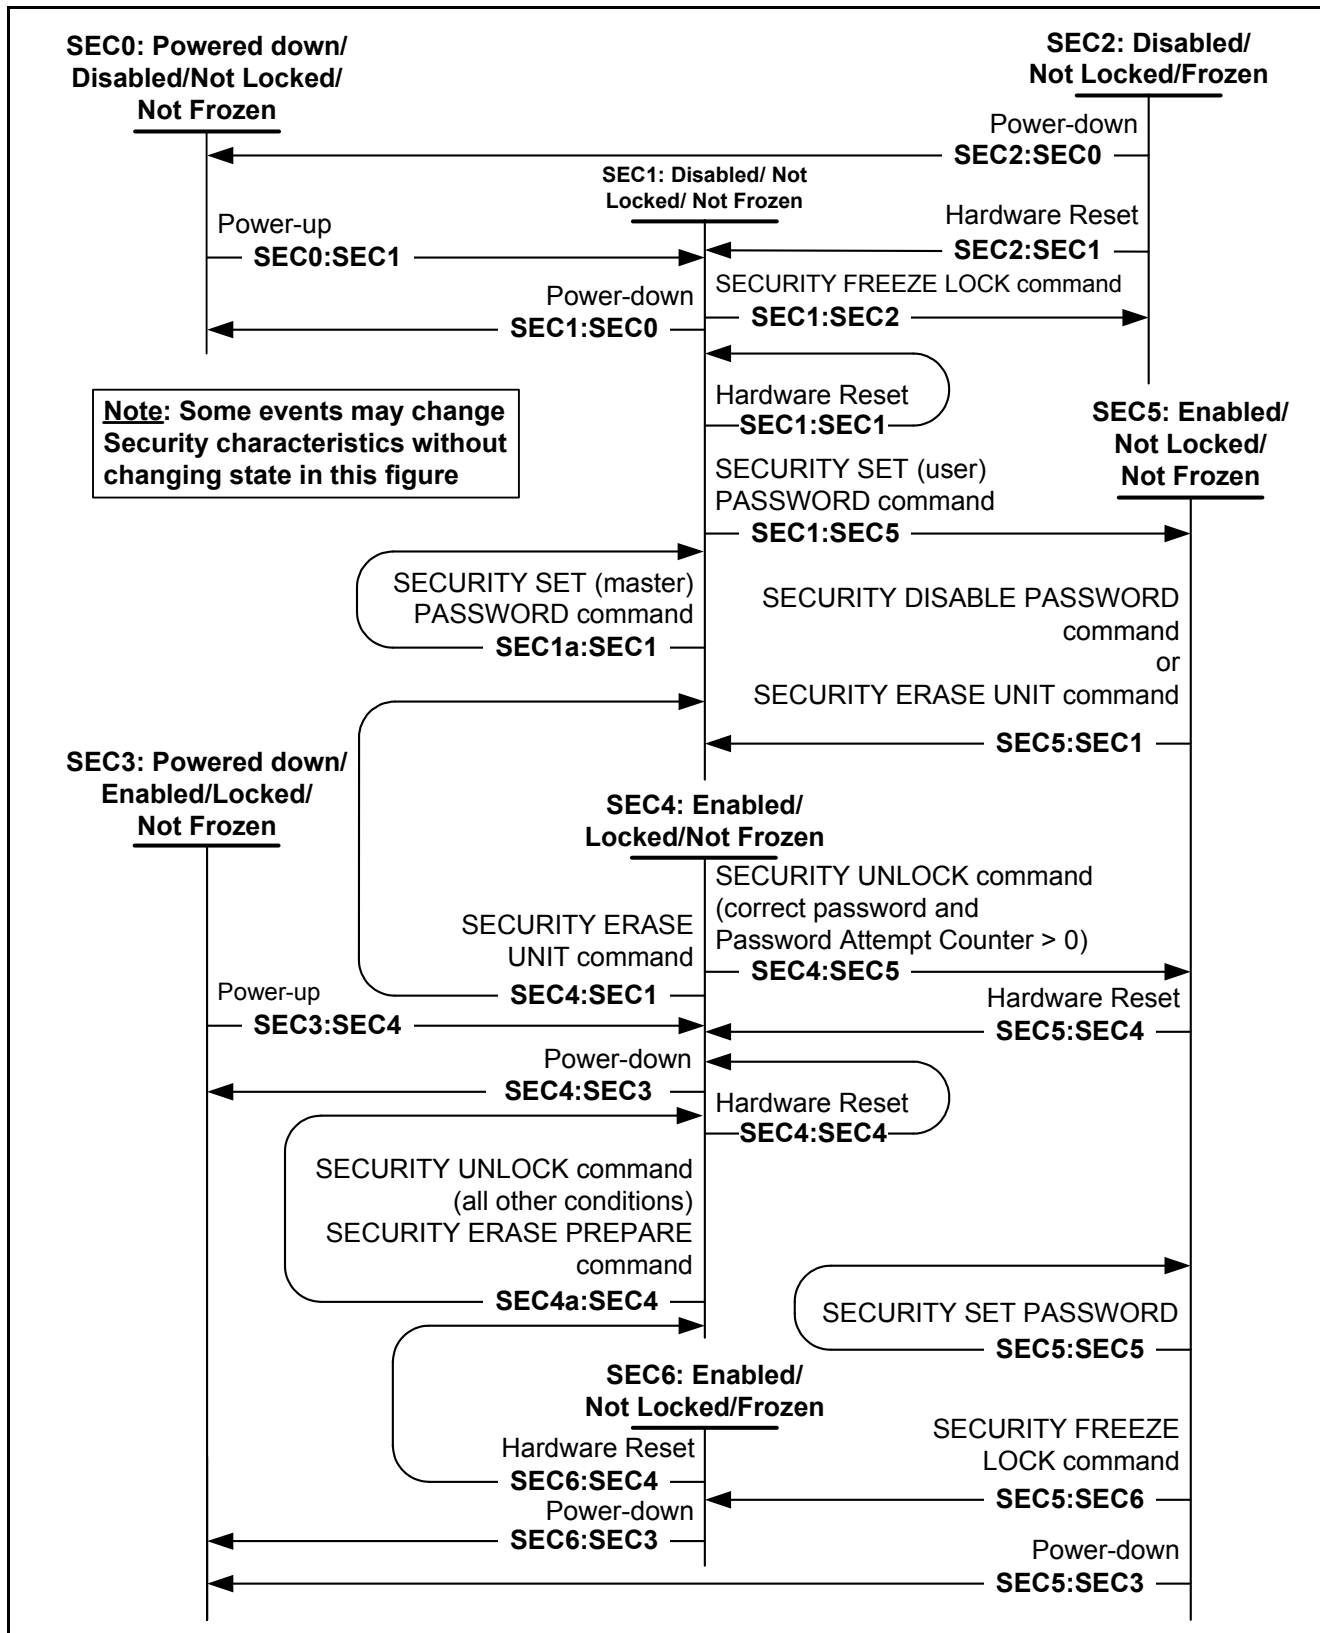 SEC0: Powered down/
Disabled/Not Locked/
Not Frozen
SEC2: Disabled/
Not Locked/Frozen
Power-down
SEC2:SEC0
SEC1: Disabled/ Not
Locked/ Not Frozen
Power-up
SEC0:SEC1
Hardware Reset
SEC2:SEC1
SECURITY FREEZE LOCK command
SEC1:SEC2
Power-down
SEC1:SEC0
Hardware Reset
SEC1:SEC1
Note: Some events may change
Security characteristics without
changing state in this figure
SEC5: Enabled/
Not Locked/
Not Frozen
SECURITY SET (user)
PASSWORD command
SEC1:SEC5
SECURITY SET (master)
PASSWORD command
SEC1a:SEC1
SECURITY DISABLE PASSWORD
command
or
SECURITY ERASE UNIT command
SEC5:SEC1
SEC3: Powered down/
Enabled/Locked/
Not Frozen
SEC4: Enabled/
Locked/Not Frozen
SECURITY UNLOCK command
(correct password and
Password Attempt Counter > 0)
SEC4:SEC5
SECURITY ERASE
UNIT command
SEC4:SEC1
Power-up
SEC3:SEC4
Hardware Reset
SEC5:SEC4
Power-down
SEC4:SEC3
Hardware Reset
SEC4:SEC4
SECURITY UNLOCK command
(all other conditions)
SECURITY ERASE PREPARE
command
SEC4a:SEC4
SECURITY SET PASSWORD
SEC5:SEC5
SEC6: Enabled/
Not Locked/Frozen
Hardware Reset
SEC6:SEC4
SECURITY FREEZE
LOCK command
SEC5:SEC6
Power-down
SEC6:SEC3
Power-down
SEC5:SEC3